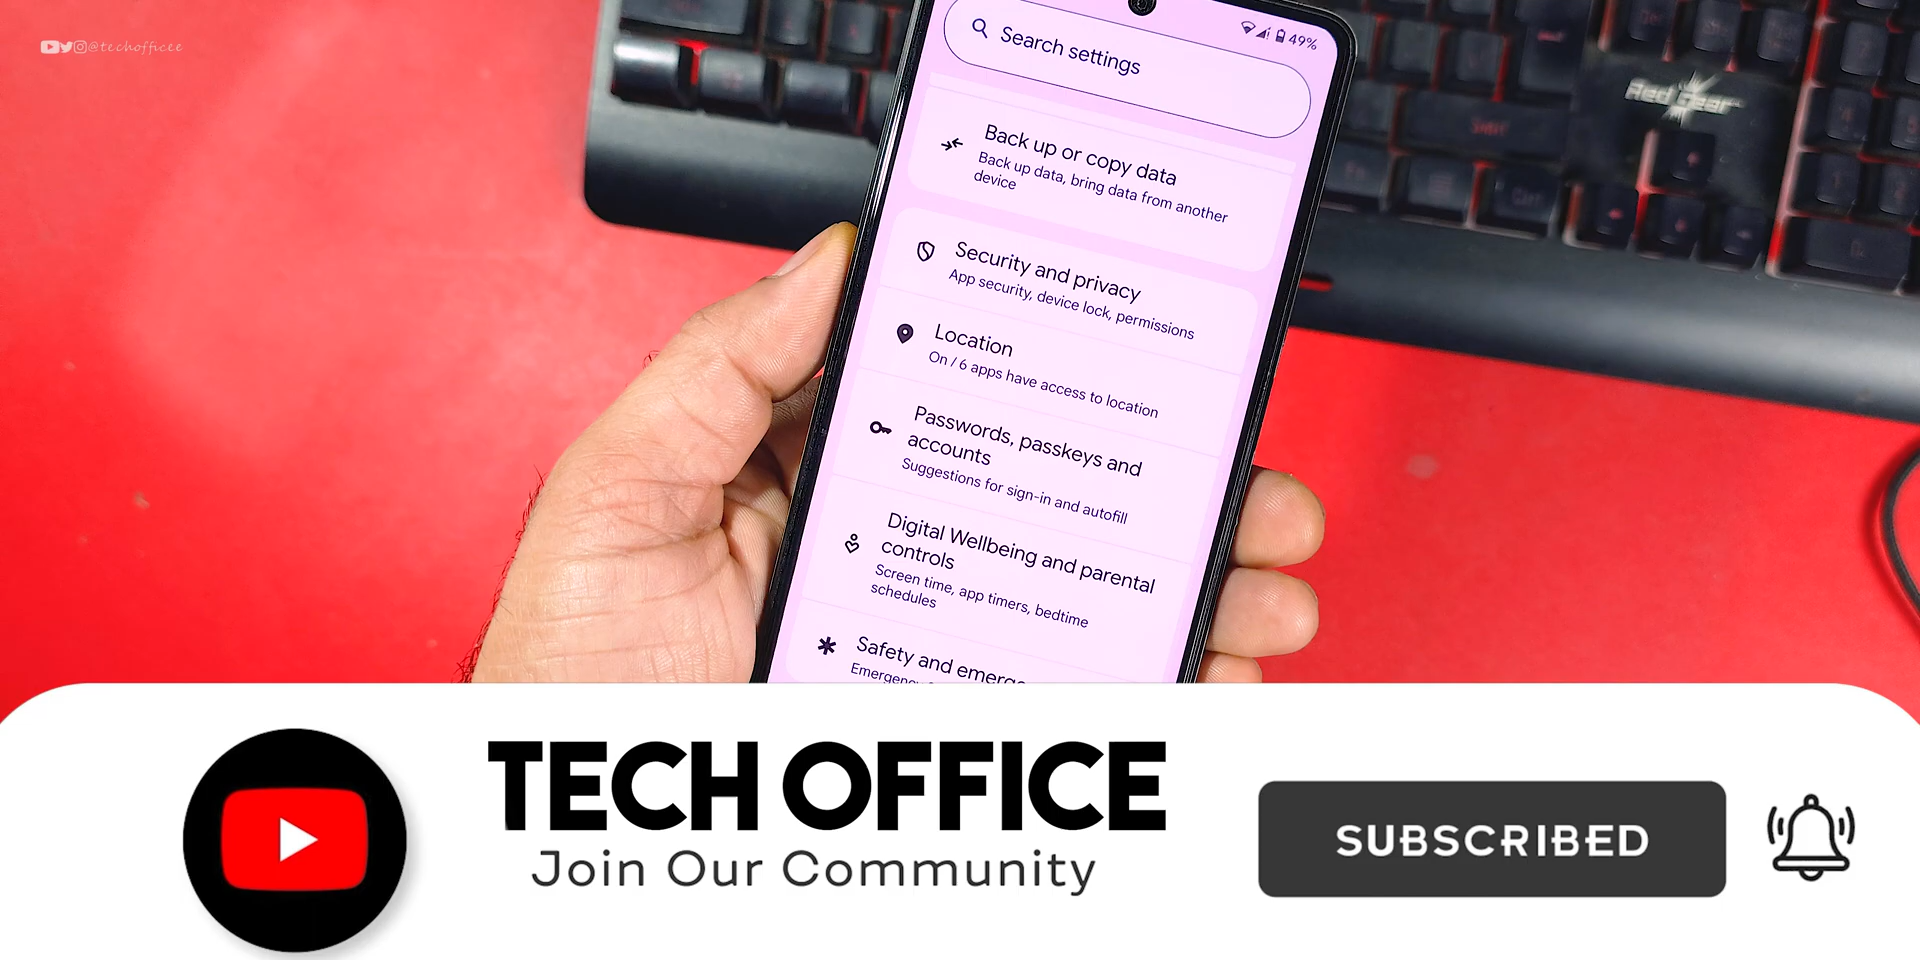 @techofficee
49%
Search settings
Back up or copy data
Back up data, bring data from another
device
Security and privacy
App security, device lock, permissions
Location
On / 6 apps have access to location
Passwords, passkeys and
accounts
Suggestions for sign-in and autofill
Digital Wellbeing and parental
controls
Screen time, app timers, bedtime
schedules
Safety and
Redgear
Shift
Ctrl
TECH OFFICE
Join Our Community
SUBSCRIBED